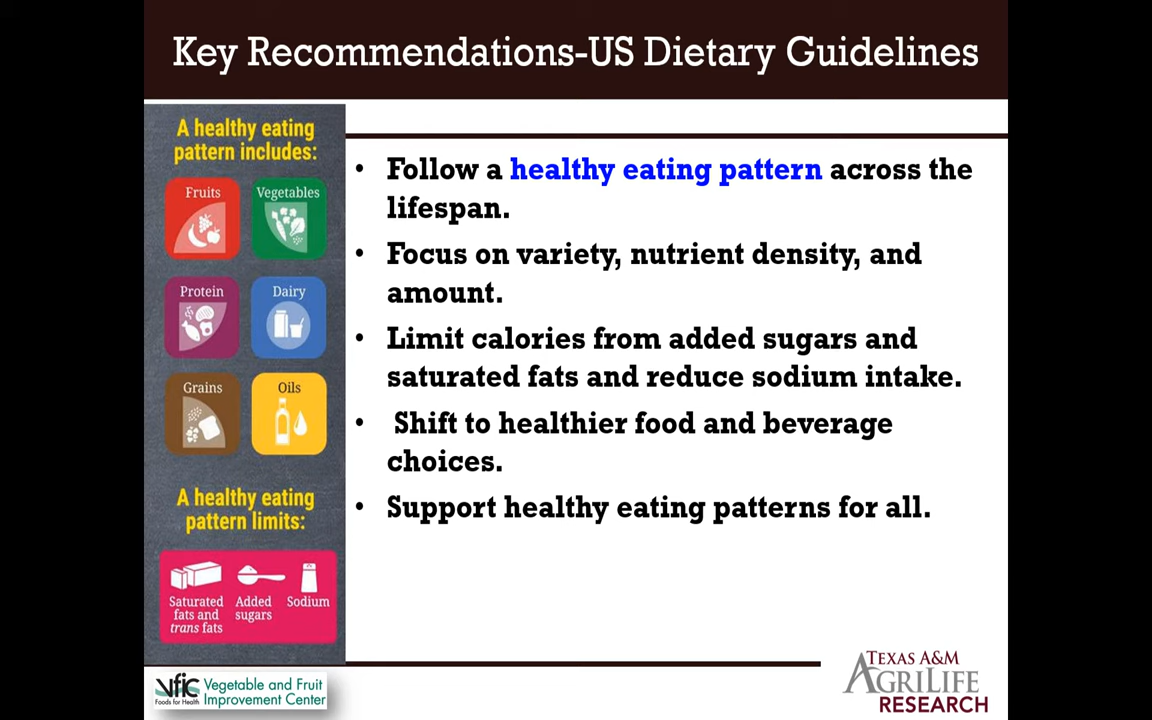 Key Recommendations-US Dietary Guidelines
A healthy eating
pattern includes:
Fruits
Vegetables
Protein
Dairy
Grains
Oils
A healthy eating
pattern limits:
Saturated
fats and
trans fats
Added
sugars
Sodium
• Follow a healthy eating pattern across the
lifespan.
• Focus on variety, nutrient density, and
amount.
• Limit calories from added sugars and
saturated fats and reduce sodium intake.
• Shift to healthier food and beverage
choices.
• Support healthy eating patterns for all.
vfic
Foods for Health
Vegetable and Fruit
Improvement Center
TEXAS A&M
AGRILIFE
RESEARCH